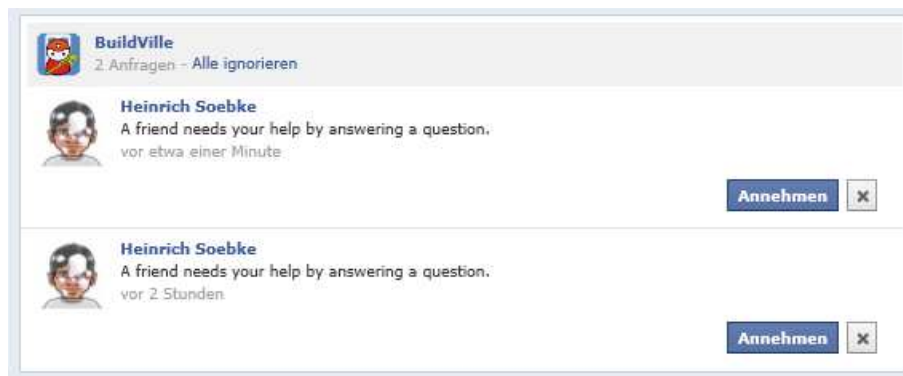 BuildVille
2 Anfragen - Alle ignorieren
Heinrich Soebke
A friend needs your help by answering a question.
vor etwa einer Minute
Annehmen
Heinrich Soebke
A friend needs your help by answering a question.
vor 2 Stunden
Annehmen